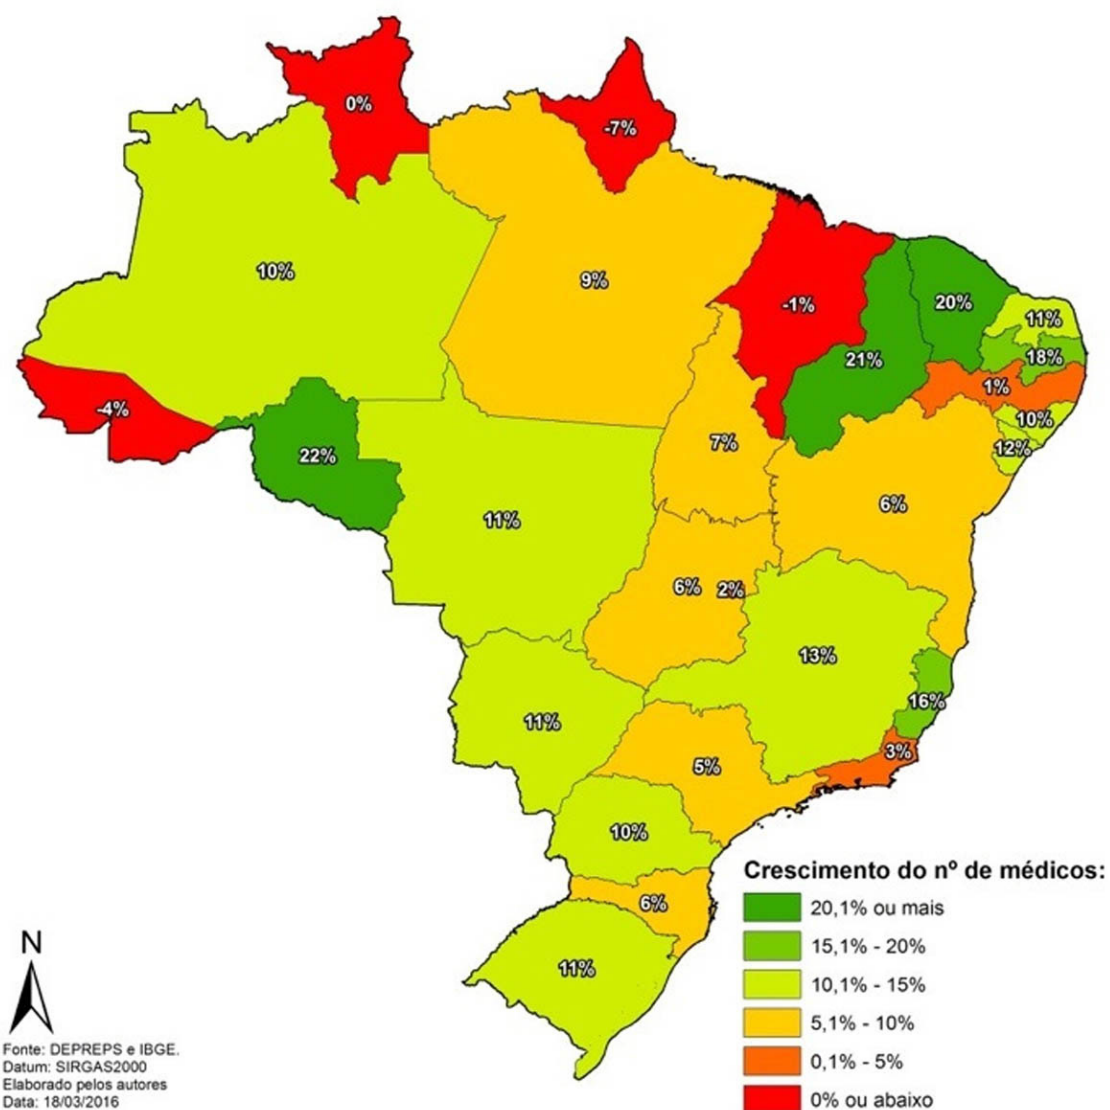 0%
-7%
10%
9%
-1%
20%
11%
21%
18%
-4%
1%
10%
22%
7%
12%
11%
6%
6%
2%
13%
11%
16%
5%
3%
10%
6%
11%
Crescimento do nº de médicos:
20,1% ou mais
15,1% - 20%
10,1% - 15%
5,1% - 10%
0,1% - 5%
0% ou abaixo
N
Fonte: DEPREPS e IBGE.
Datum: SIRGAS2000
Elaborado pelos autores
Data: 18/03/2016